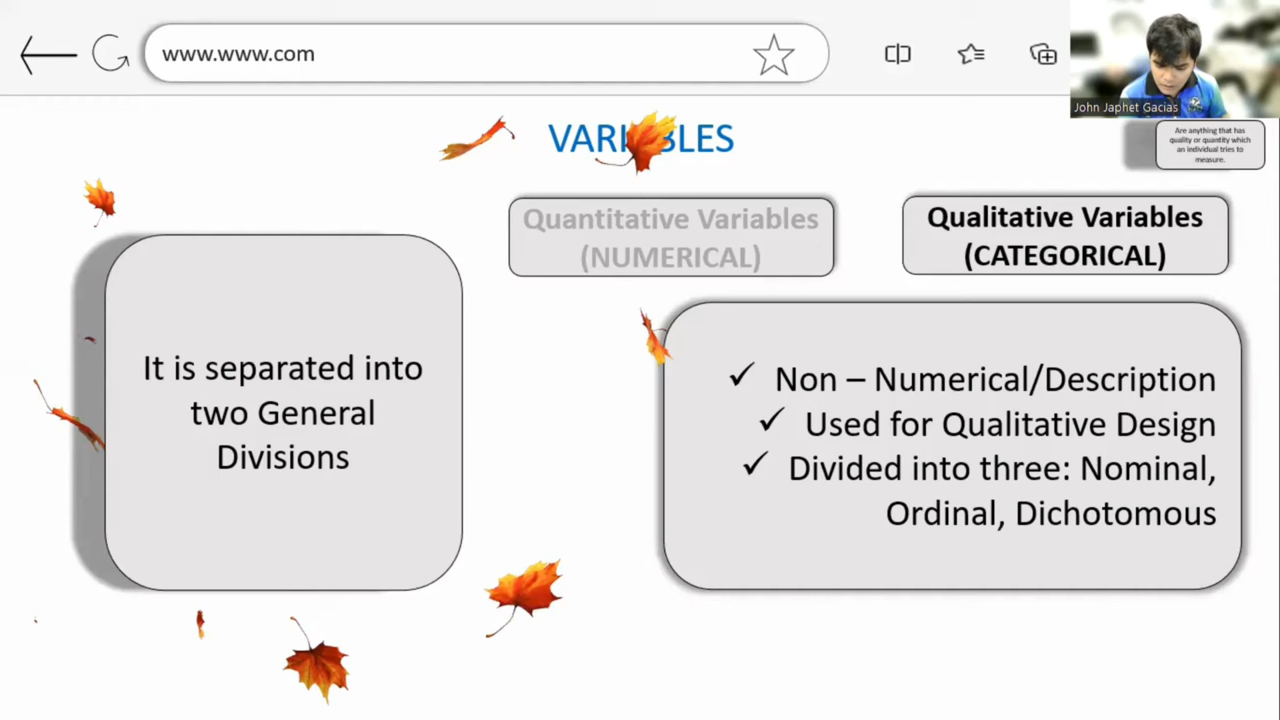 www.www.com
John Japhet Gacias
Are anything that has
quality or quantity which
an individual tries to
measure.
VARIABLES
Quantitative Variables
(NUMERICAL)
Qualitative Variables
(CATEGORICAL)
It is separated into
two General
Divisions
✓ Non – Numerical/Description
✓ Used for Qualitative Design
✓ Divided into three: Nominal,
Ordinal, Dichotomous